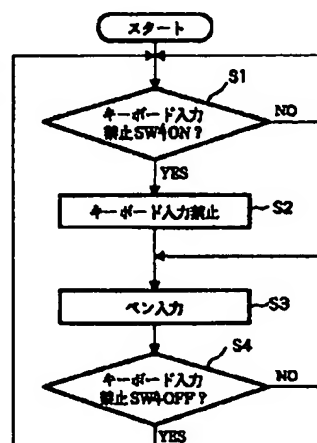 スタート
S1
キーボード入力
禁止SW4ON?
NO
YES
キーボード入力禁止
S2
ペン入力
S3
S4
キーボード入力
禁止SW4OFF?
NO
YES